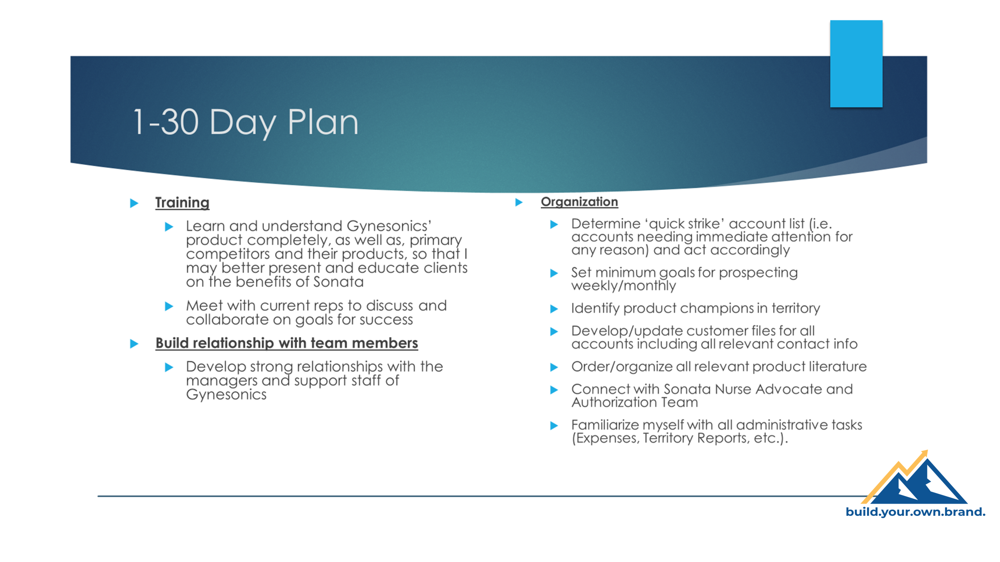 1-30 Day Plan
Training
Learn and understand Gynesonics’
product completely, as well as, primary
competitors and their products, so that I
may better present and educate clients
on the benefits of Sonata
Meet with current reps to discuss and
collaborate on goals for success
Build relationship with team members
Develop strong relationships with the
managers and support staff of
Gynesonics
Organization
Determine ‘quick strike’ account list (i.e.
accounts needing immediate attention for
any reason) and act accordingly
Set minimum goals for prospecting
weekly/monthly
Identify product champions in territory
Develop/update customer files for all
accounts including all relevant contact info
Order/organize all relevant product literature
Connect with Sonata Nurse Advocate and
Authorization Team
Familiarize myself with all administrative tasks
(Expenses, Territory Reports, etc.).
build.your.own.brand.